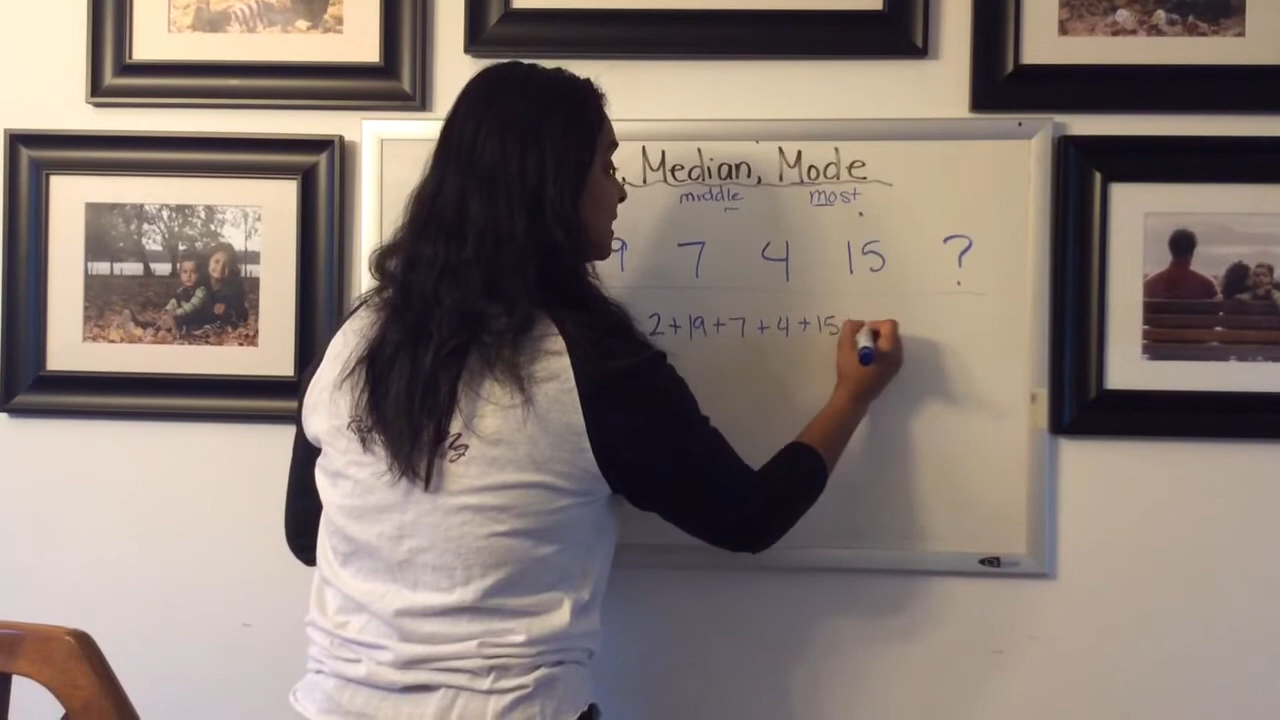 , Median, Mode
middle most
9 7 4 15 ?
2+19+7+4+15